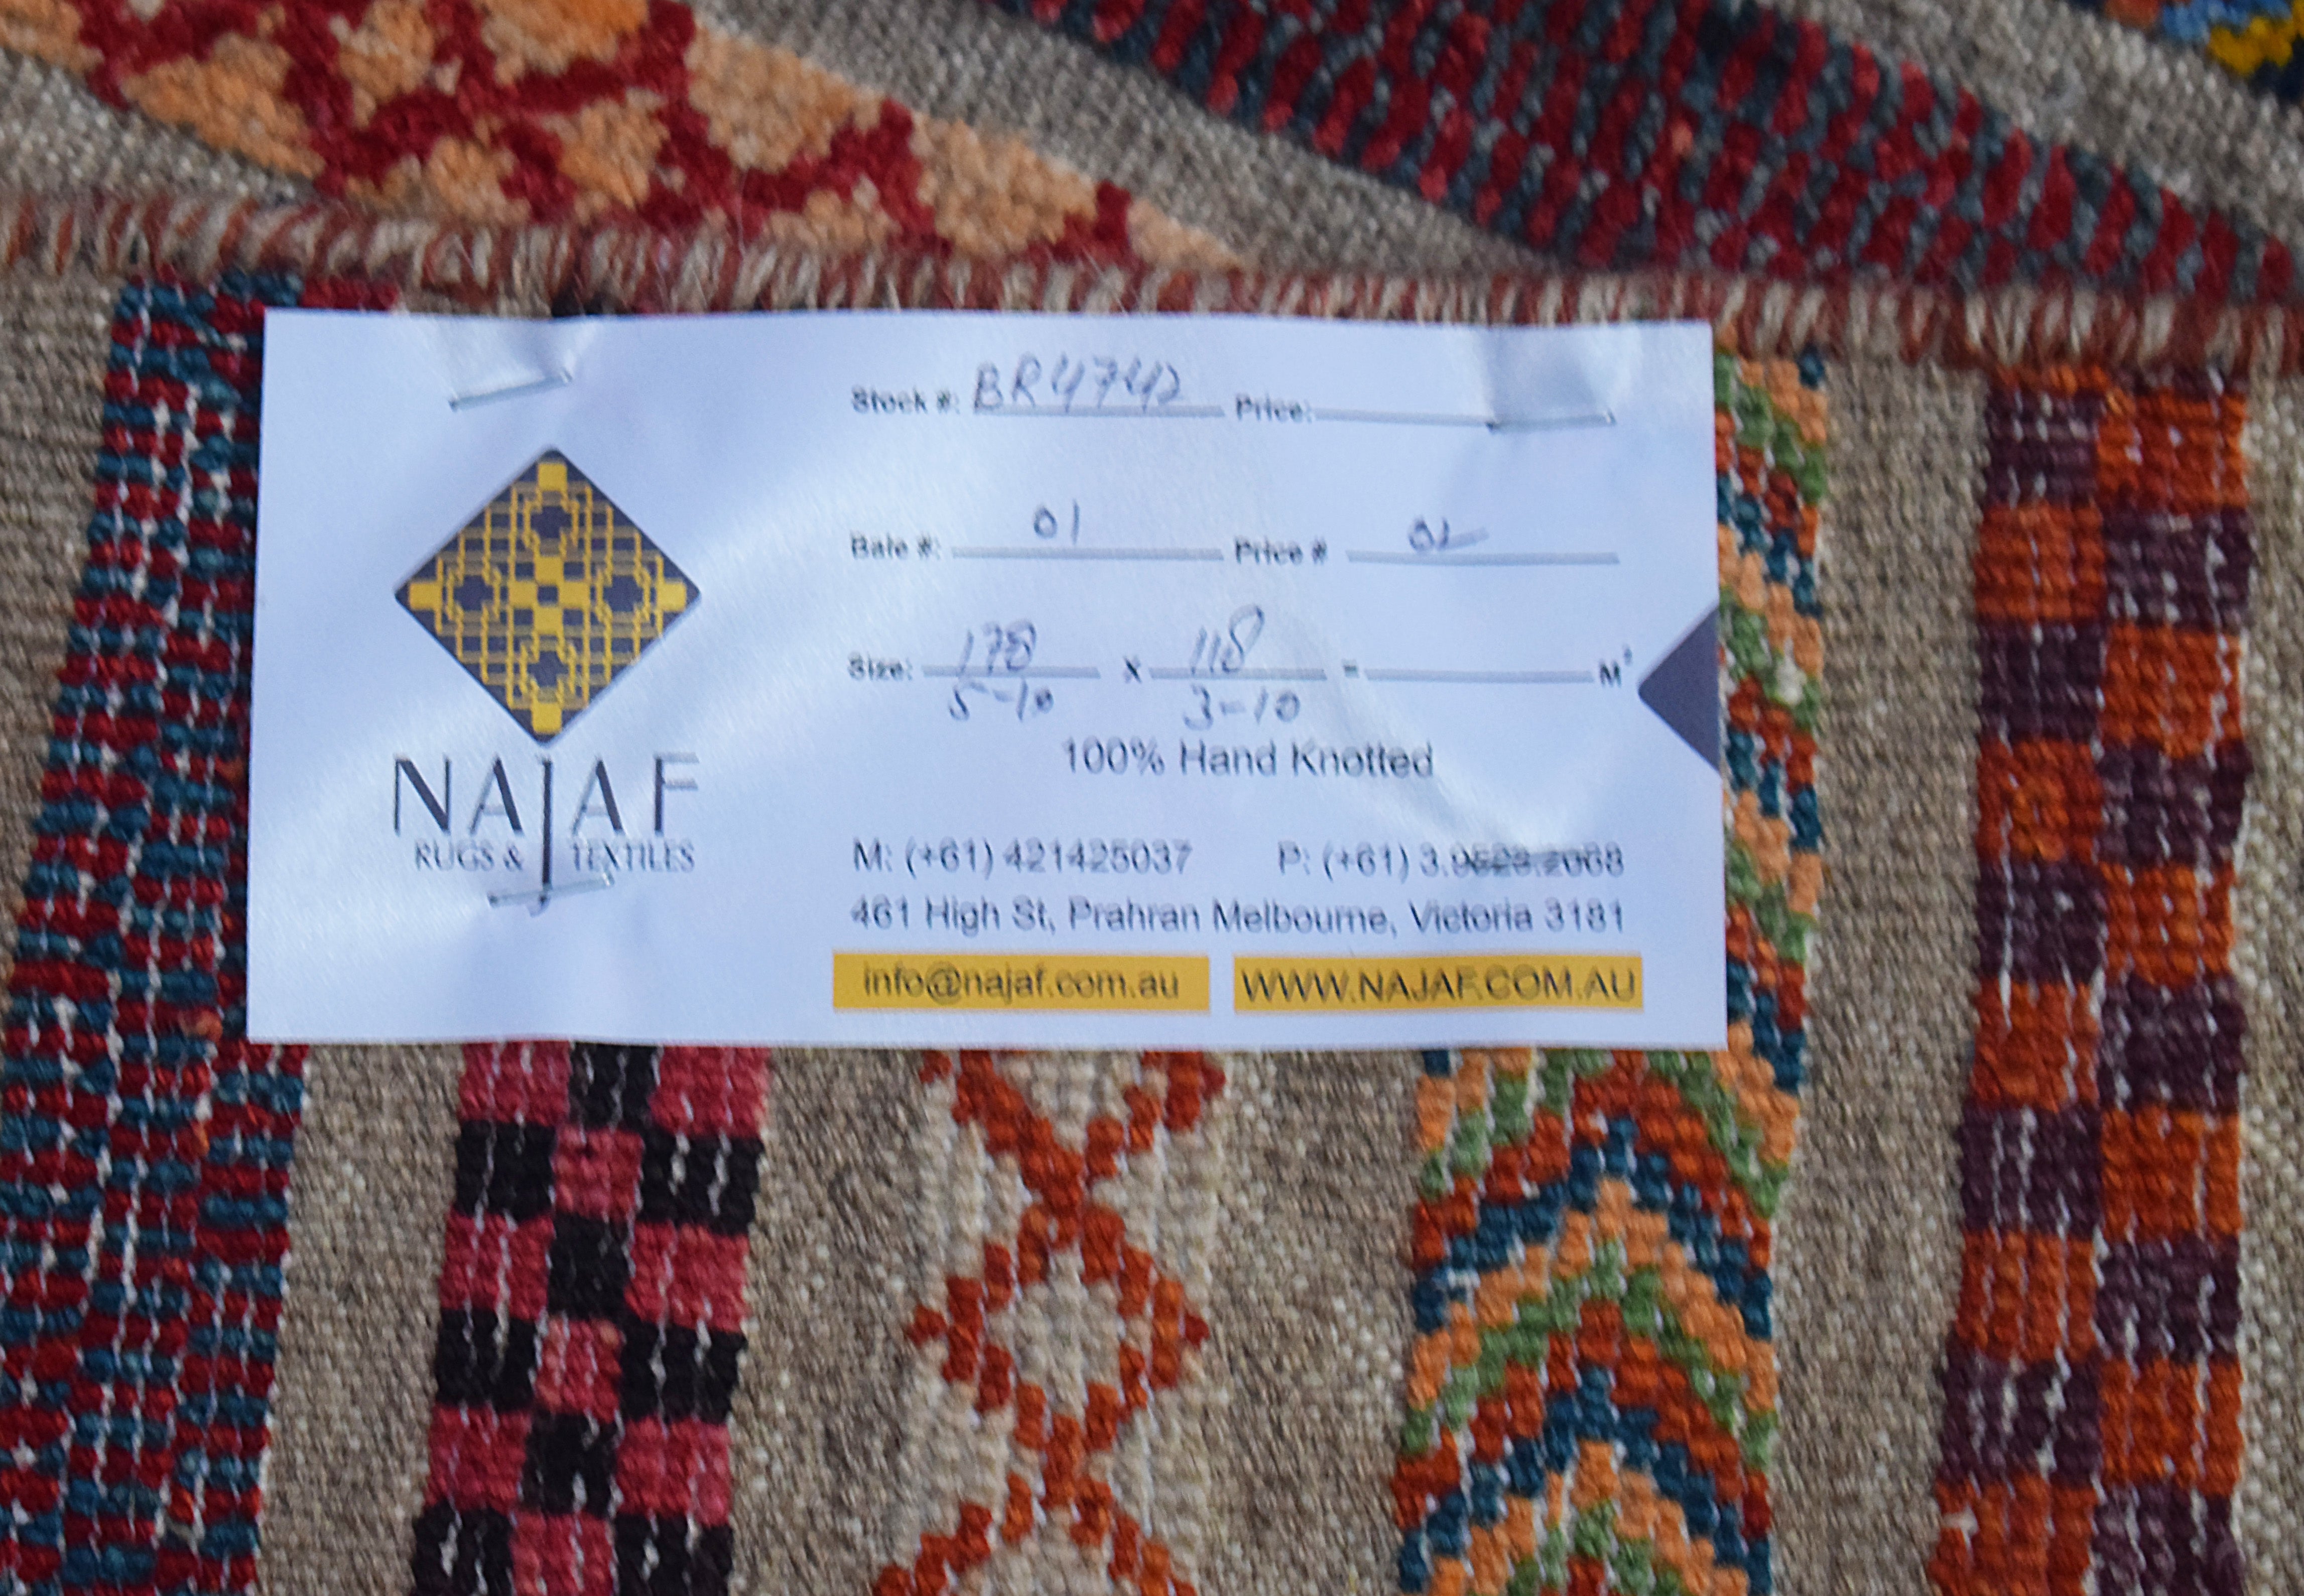 Stock #: BR4742 Price:
Bale #: 01 Price # 02
Size: 178 x 118 = M²
5-10 3-10
100% Hand Knotted
NAJAF
RUGS & TEXTILES
M: (+61) 421425037 P: (+61) 3.9529.2068
461 High St, Prahran Melbourne, Victoria 3181
info@najaf.com.au WWW.NAJAF.COM.AU